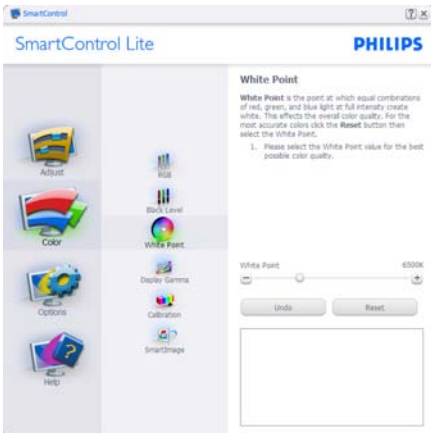 SmartControl
SmartControl Lite
PHILIPS
Adjust
Color
Options
Help
RGB
Black Level
White Point
Display Gamma
Calibration
SmartImage
White Point
White Point is the point at which equal combinations
of red, green, and blue light at full intensity create
white. This effects the overall color quality. For the
most accurate colors click the Reset button then
select the White Point.
1. Please select the White Point value for the best
possible color quality.
White Point 6500K
Undo Reset